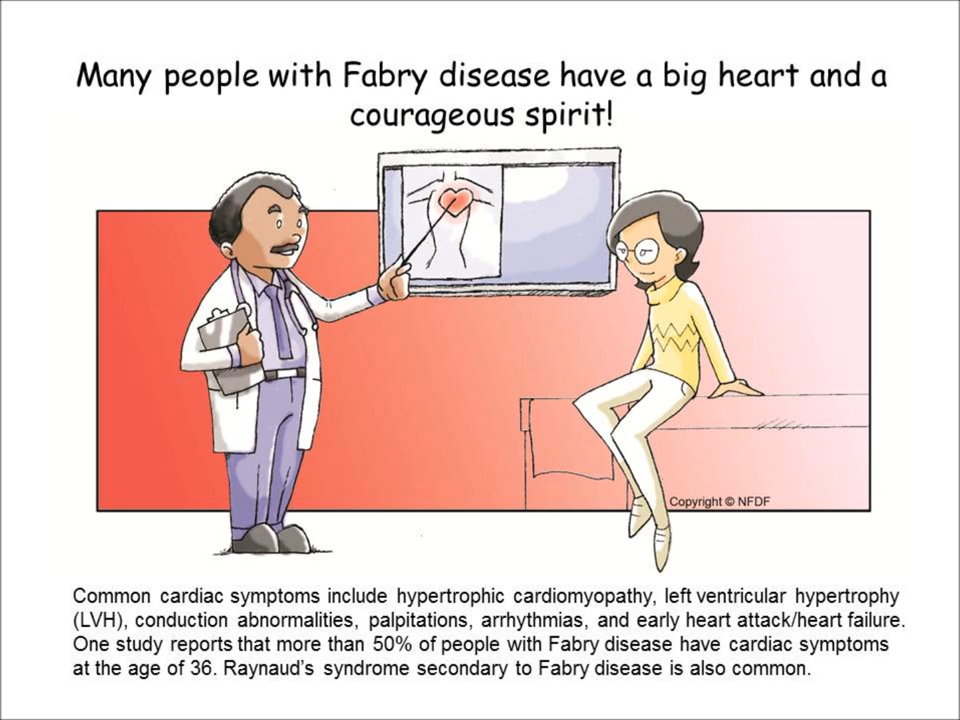 Many people with Fabry disease have a big heart and a
courageous spirit!
Copyright © NFDF
Common cardiac symptoms include hypertrophic cardiomyopathy, left ventricular hypertrophy
(LVH), conduction abnormalities, palpitations, arrhythmias, and early heart attack/heart failure.
One study reports that more than 50% of people with Fabry disease have cardiac symptoms
at the age of 36. Raynaud’s syndrome secondary to Fabry disease is also common.